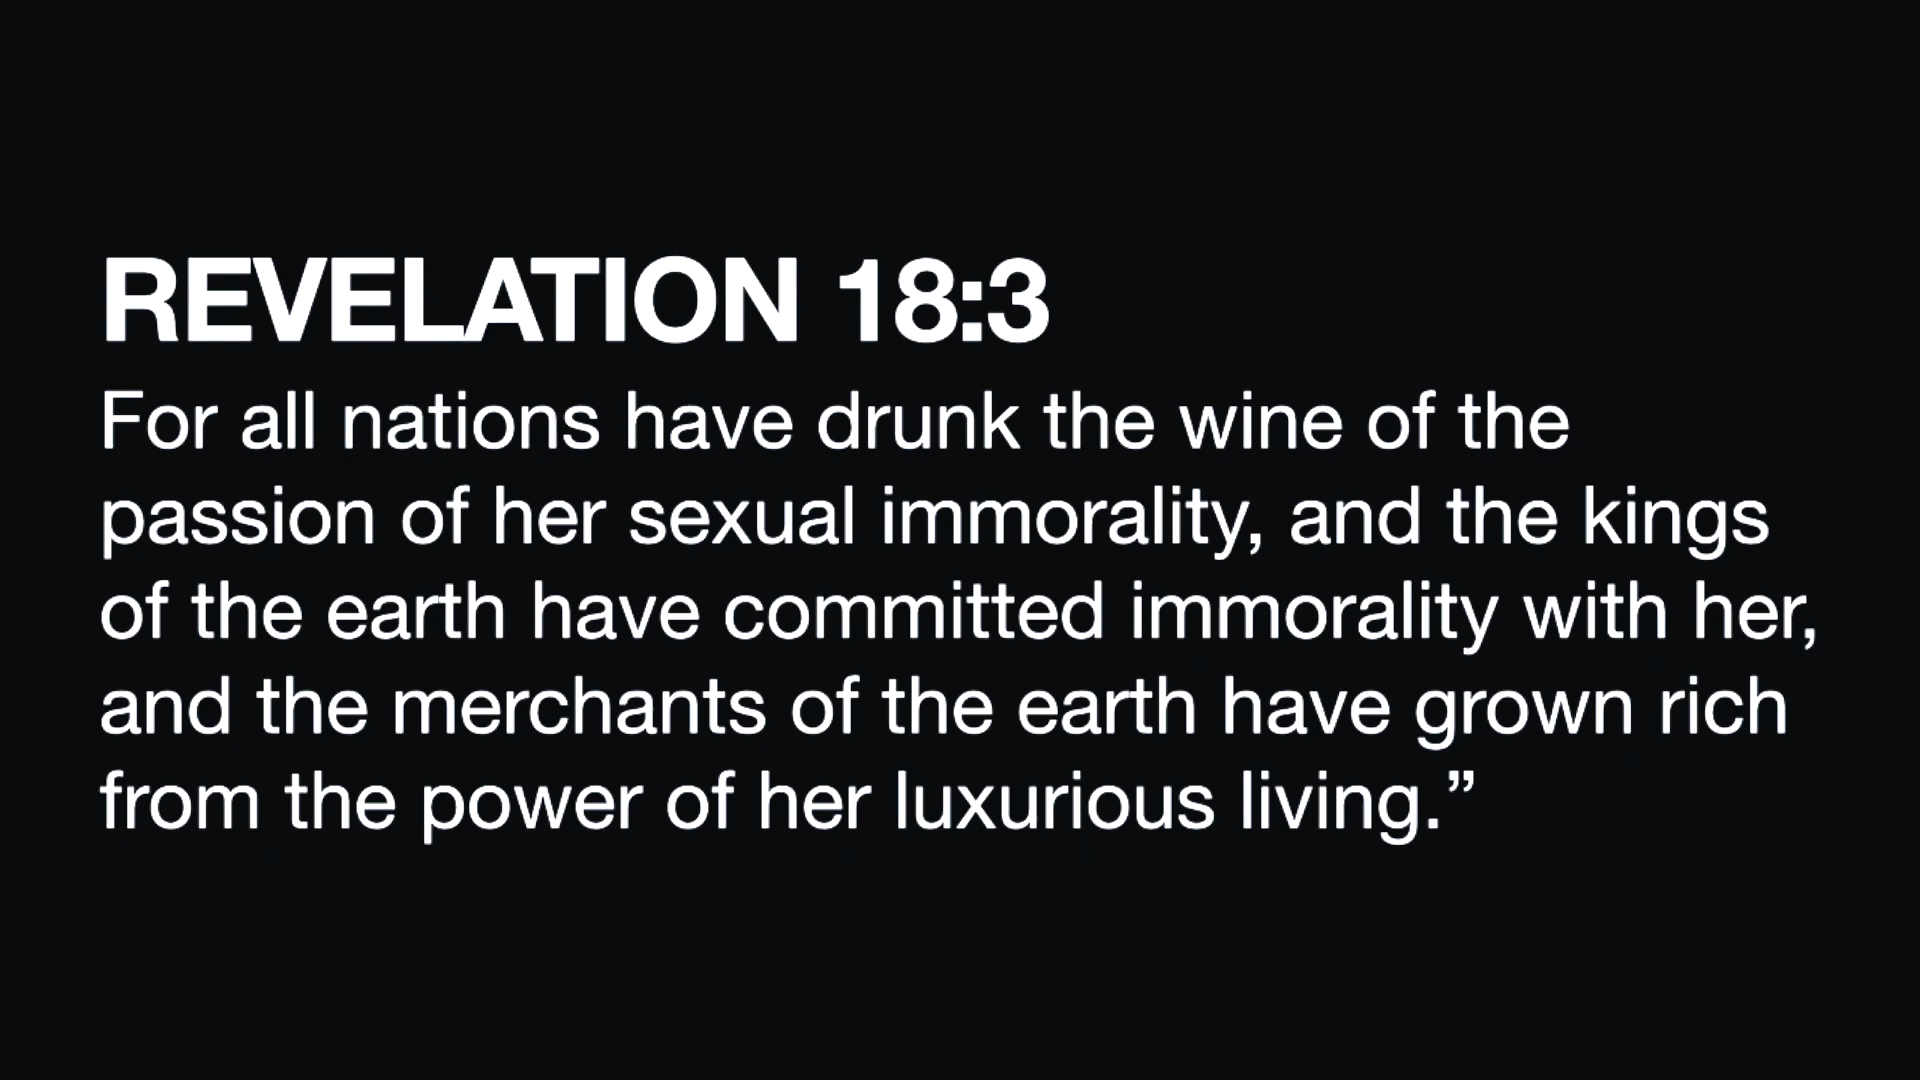 REVELATION 18:3
For all nations have drunk the wine of the
passion of her sexual immorality, and the kings
of the earth have committed immorality with her,
and the merchants of the earth have grown rich
from the power of her luxurious living.”